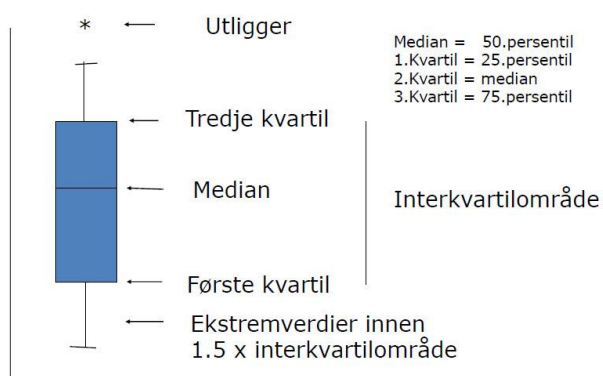 *
Utligger
Median = 50.persentil
1.Kvartil = 25.persentil
2.Kvartil = median
3.Kvartil = 75.persentil
Tredje kvartil
Median
Interkvartilområde
Første kvartil
Ekstremverdier innen
1.5 x interkvartilområde